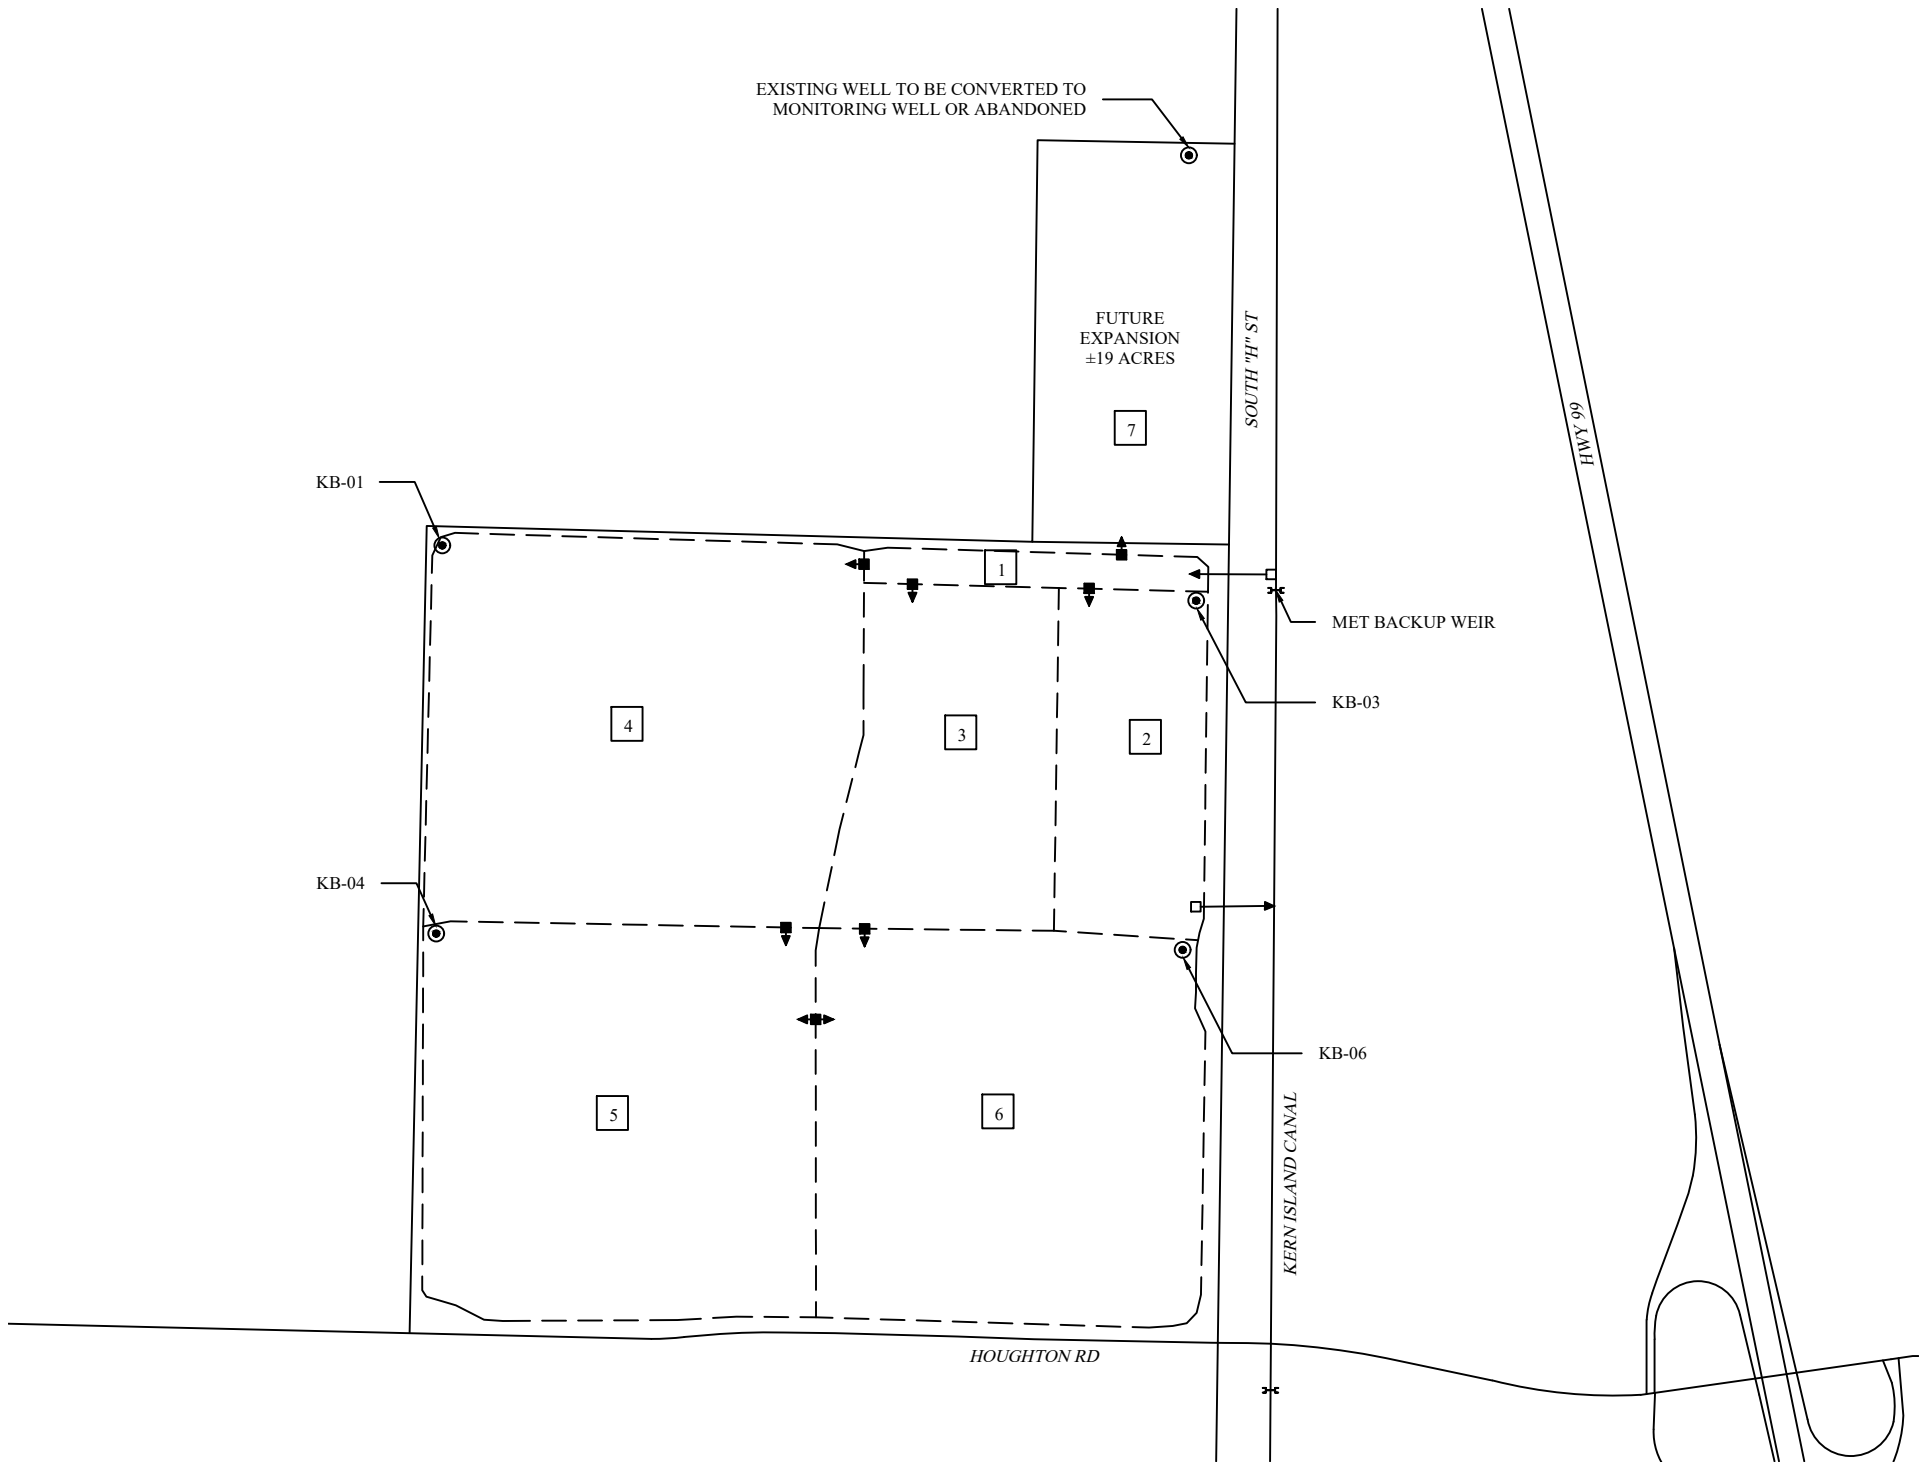 EXISTING WELL TO BE CONVERTED TO
MONITORING WELL OR ABANDONED
FUTURE
EXPANSION
±19 ACRES
SOUTH "H" ST
HWY 99
7
KB-01
1
MET BACKUP WEIR
KB-03
4
3
2
KB-04
KB-06
5
6
KERN ISLAND CANAL
HOUGHTON RD